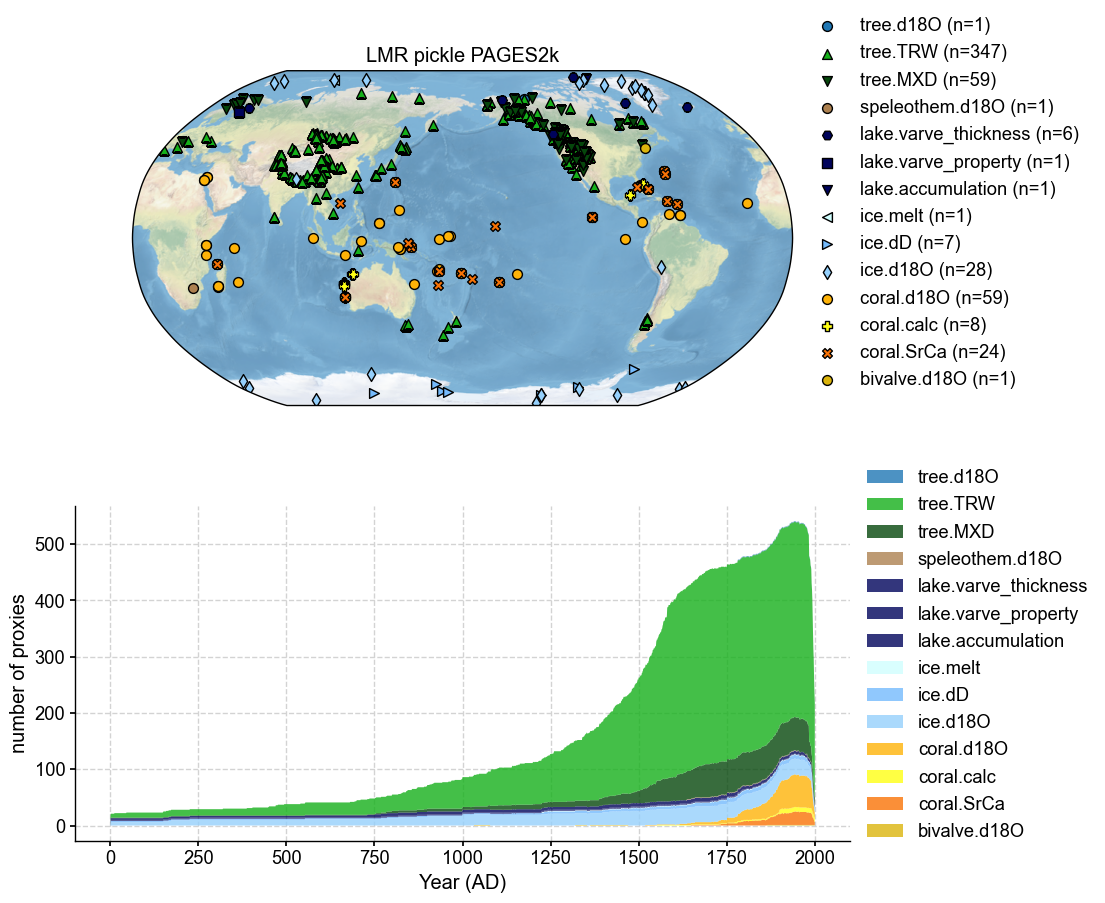 LMR pickle PAGES2k
tree.d18O (n=1)
tree.TRW (n=347)
tree.MXD (n=59)
speleothem.d18O (n=1)
lake.varve_thickness (n=6)
lake.varve_property (n=1)
lake.accumulation (n=1)
ice.melt (n=1)
ice.dD (n=7)
ice.d18O (n=28)
coral.d18O (n=59)
coral.calc (n=8)
coral.SrCa (n=24)
bivalve.d18O (n=1)
number of proxies
500
400
300
200
100
0
0 250 500 750 1000 1250 1500 1750 2000
Year (AD)
tree.d18O
tree.TRW
tree.MXD
speleothem.d18O
lake.varve_thickness
lake.varve_property
lake.accumulation
ice.melt
ice.dD
ice.d18O
coral.d18O
coral.calc
coral.SrCa
bivalve.d18O